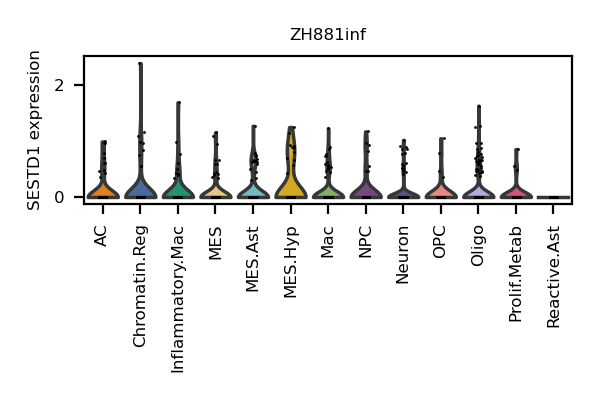 ZH881inf
SESTD1 expression
2
0
AC
Chromatin.Reg
Inflammatory.Mac
MES
MES.Ast
MES.Hyp
Mac
NPC
Neuron
OPC
Oligo
Prolif.Metab
Reactive.Ast